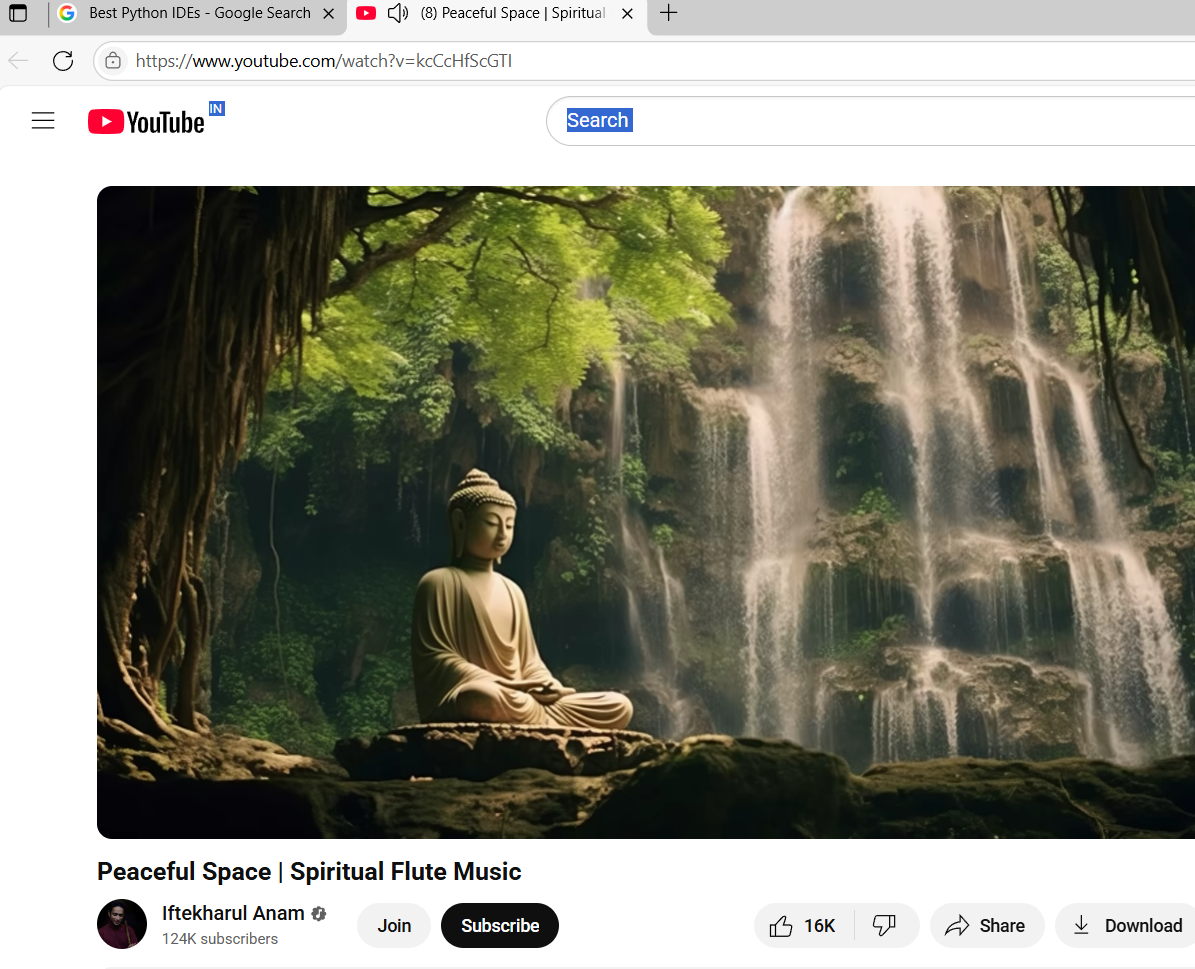 Best Python IDEs - Google Search
(8) Peaceful Space | Spiritual
https://www.youtube.com/watch?v=kcCcHfScGTI
YouTube IN
Search
Peaceful Space | Spiritual Flute Music
Iftekharul Anam
124K subscribers
Join
Subscribe
16K
Share
Download